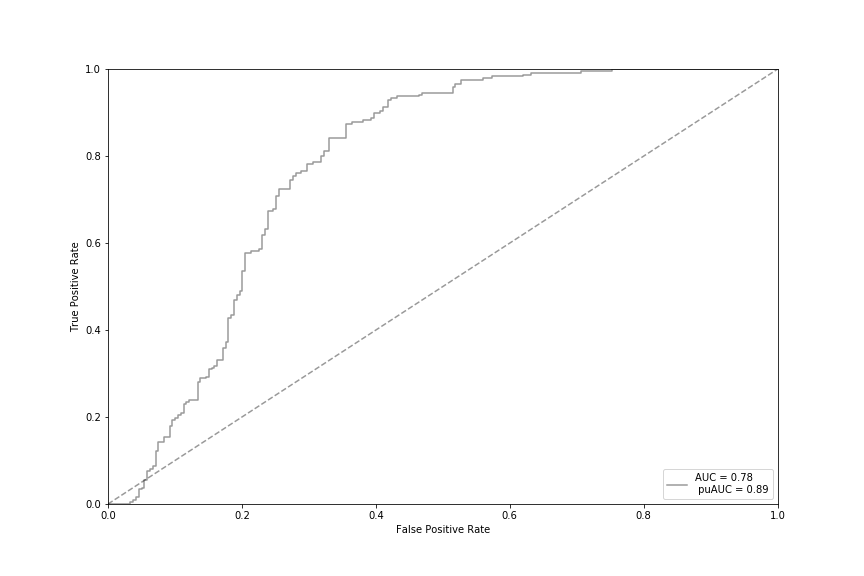 1.0
0.8
0.6
0.4
0.2
0.0
True Positive Rate
0.0 0.2 0.4 0.6 0.8 1.0
False Positive Rate
AUC = 0.78
puAUC = 0.89